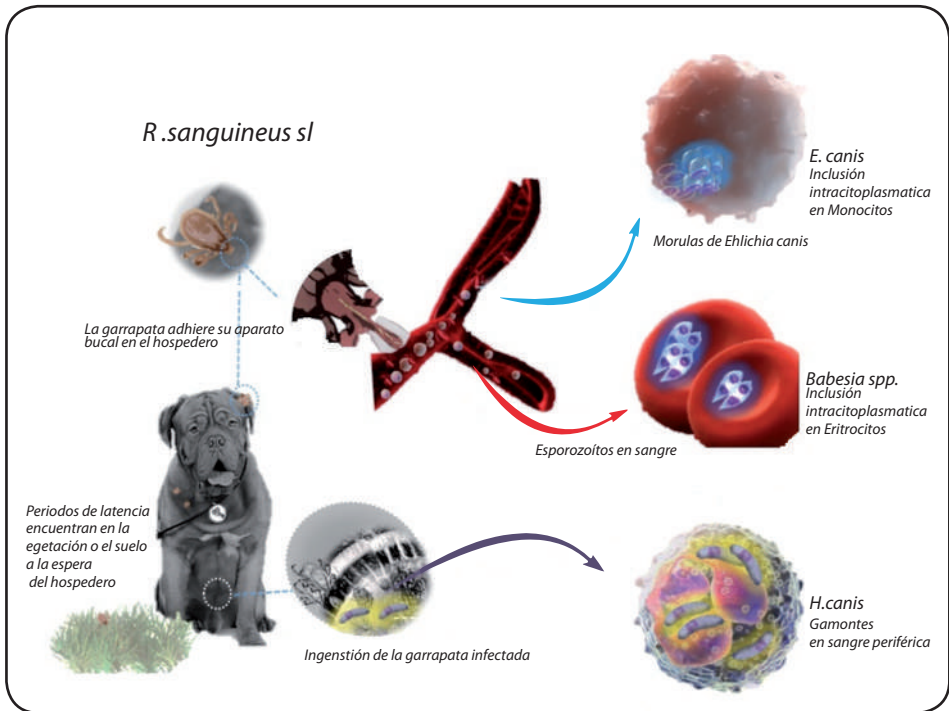 R .sanguineus sl
E. canis
Inclusión
intracitoplasmatica
en Monocitos
Morulas de Ehlichia canis
La garrapata adhiere su aparato
bucal en el hospedero
Babesia spp.
Inclusión
intracitoplasmatica
en Eritrocitos
Esporozoítos en sangre
Periodos de latencia
encuentran en la
egetación o el suelo
a la espera
del hospedero
H.canis
Gamontes
en sangre periférica
Ingenstión de la garrapata infectada